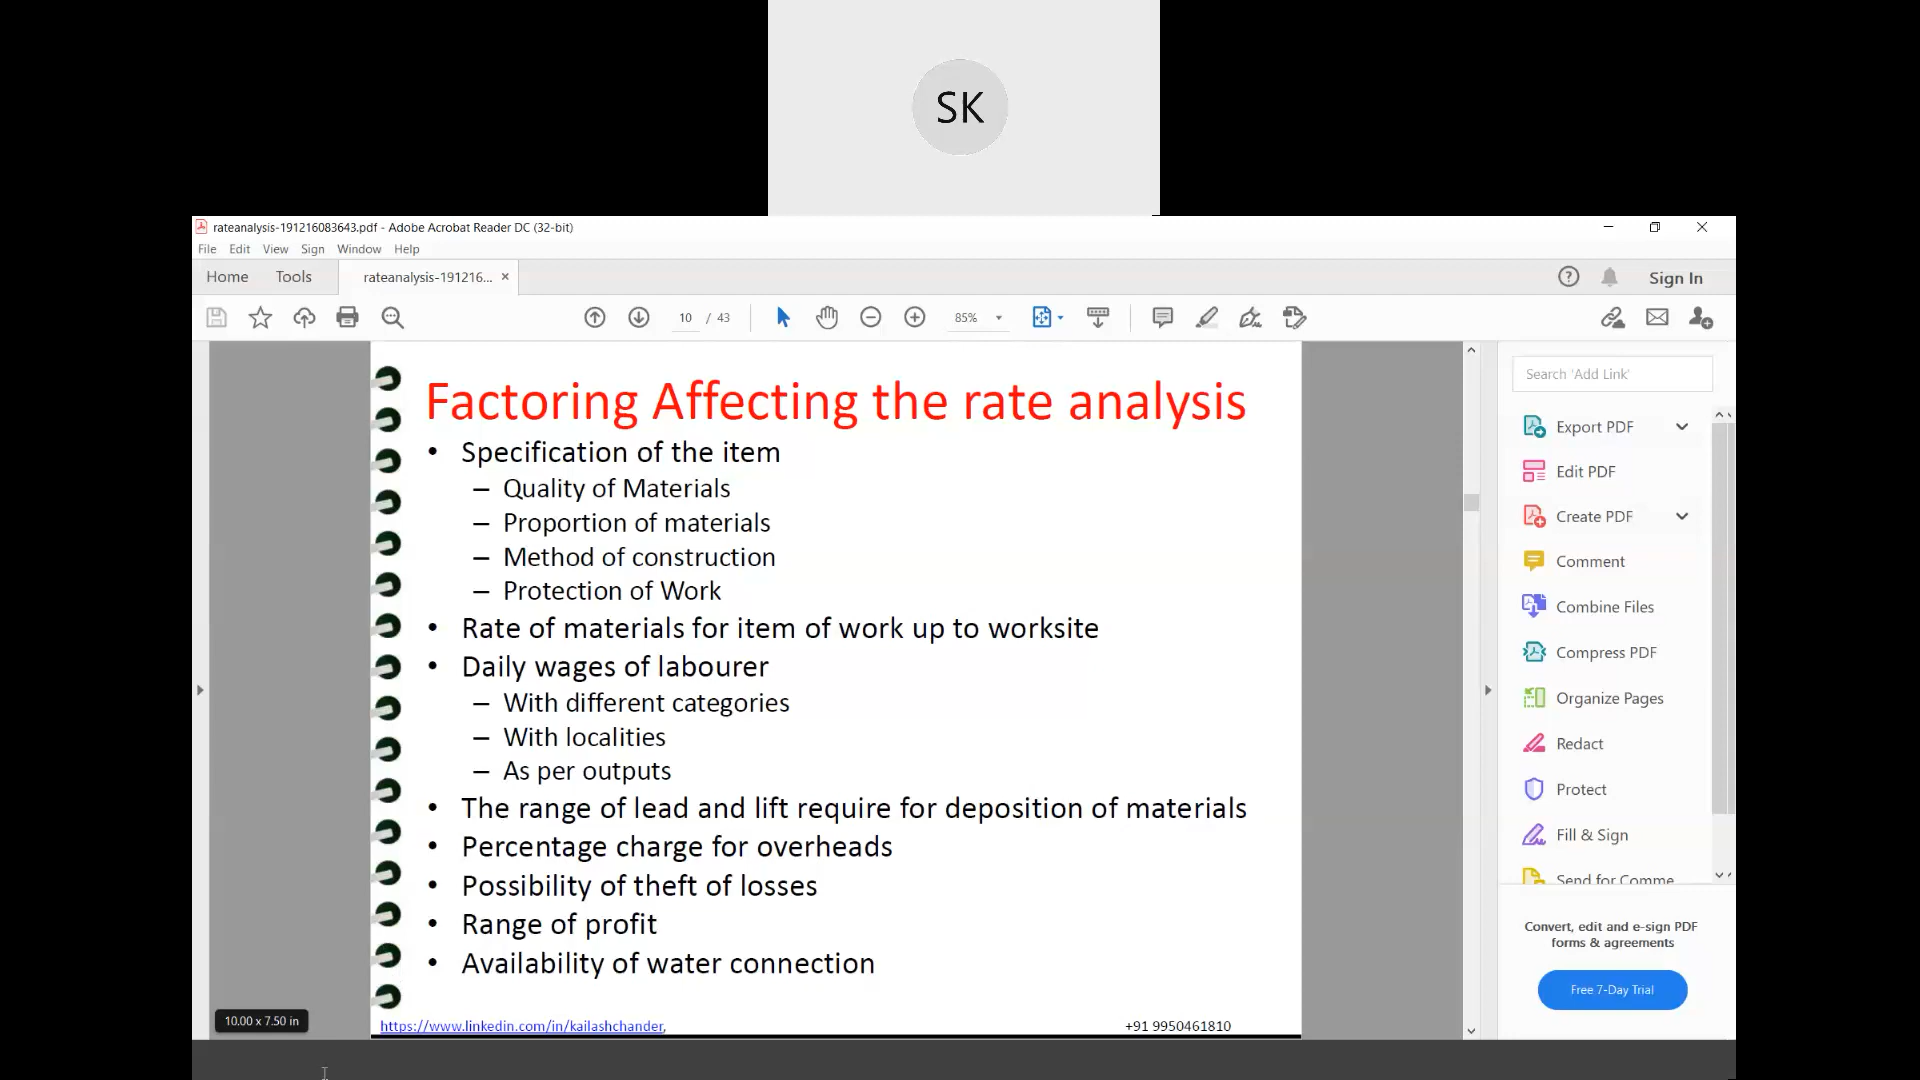 SK
rateanalysis-191216083643.pdf - Adobe Acrobat Reader DC (32-bit)
File Edit View Sign Window Help
Home Tools rateanalysis-191216... × Sign In
10 / 43 85%
Factoring Affecting the rate analysis
• Specification of the item
– Quality of Materials
– Proportion of materials
– Method of construction
– Protection of Work
• Rate of materials for item of work up to worksite
• Daily wages of labourer
– With different categories
– With localities
– As per outputs
• The range of lead and lift require for deposition of materials
• Percentage charge for overheads
• Possibility of theft of losses
• Range of profit
• Availability of water connection
https://www.linkedin.com/in/kailashchander, +91 9950461810
10.00 x 7.50 in
Search 'Add Link'
Export PDF
Edit PDF
Create PDF
Comment
Combine Files
Compress PDF
Organize Pages
Redact
Protect
Fill & Sign
Send for Comme
Convert, edit and e-sign PDF
forms & agreements
Free 7-Day Trial